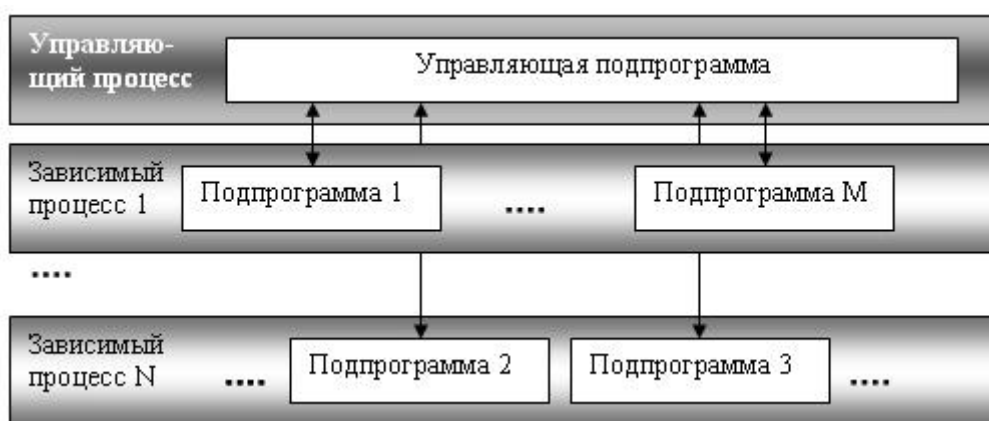 Управляю-
щий процесс
Управляющая подпрограмма
Зависимый
процесс 1
Подпрограмма 1
....
Подпрограмма М
....
Зависимый
процесс N
....
Подпрограмма 2
Подпрограмма 3
....